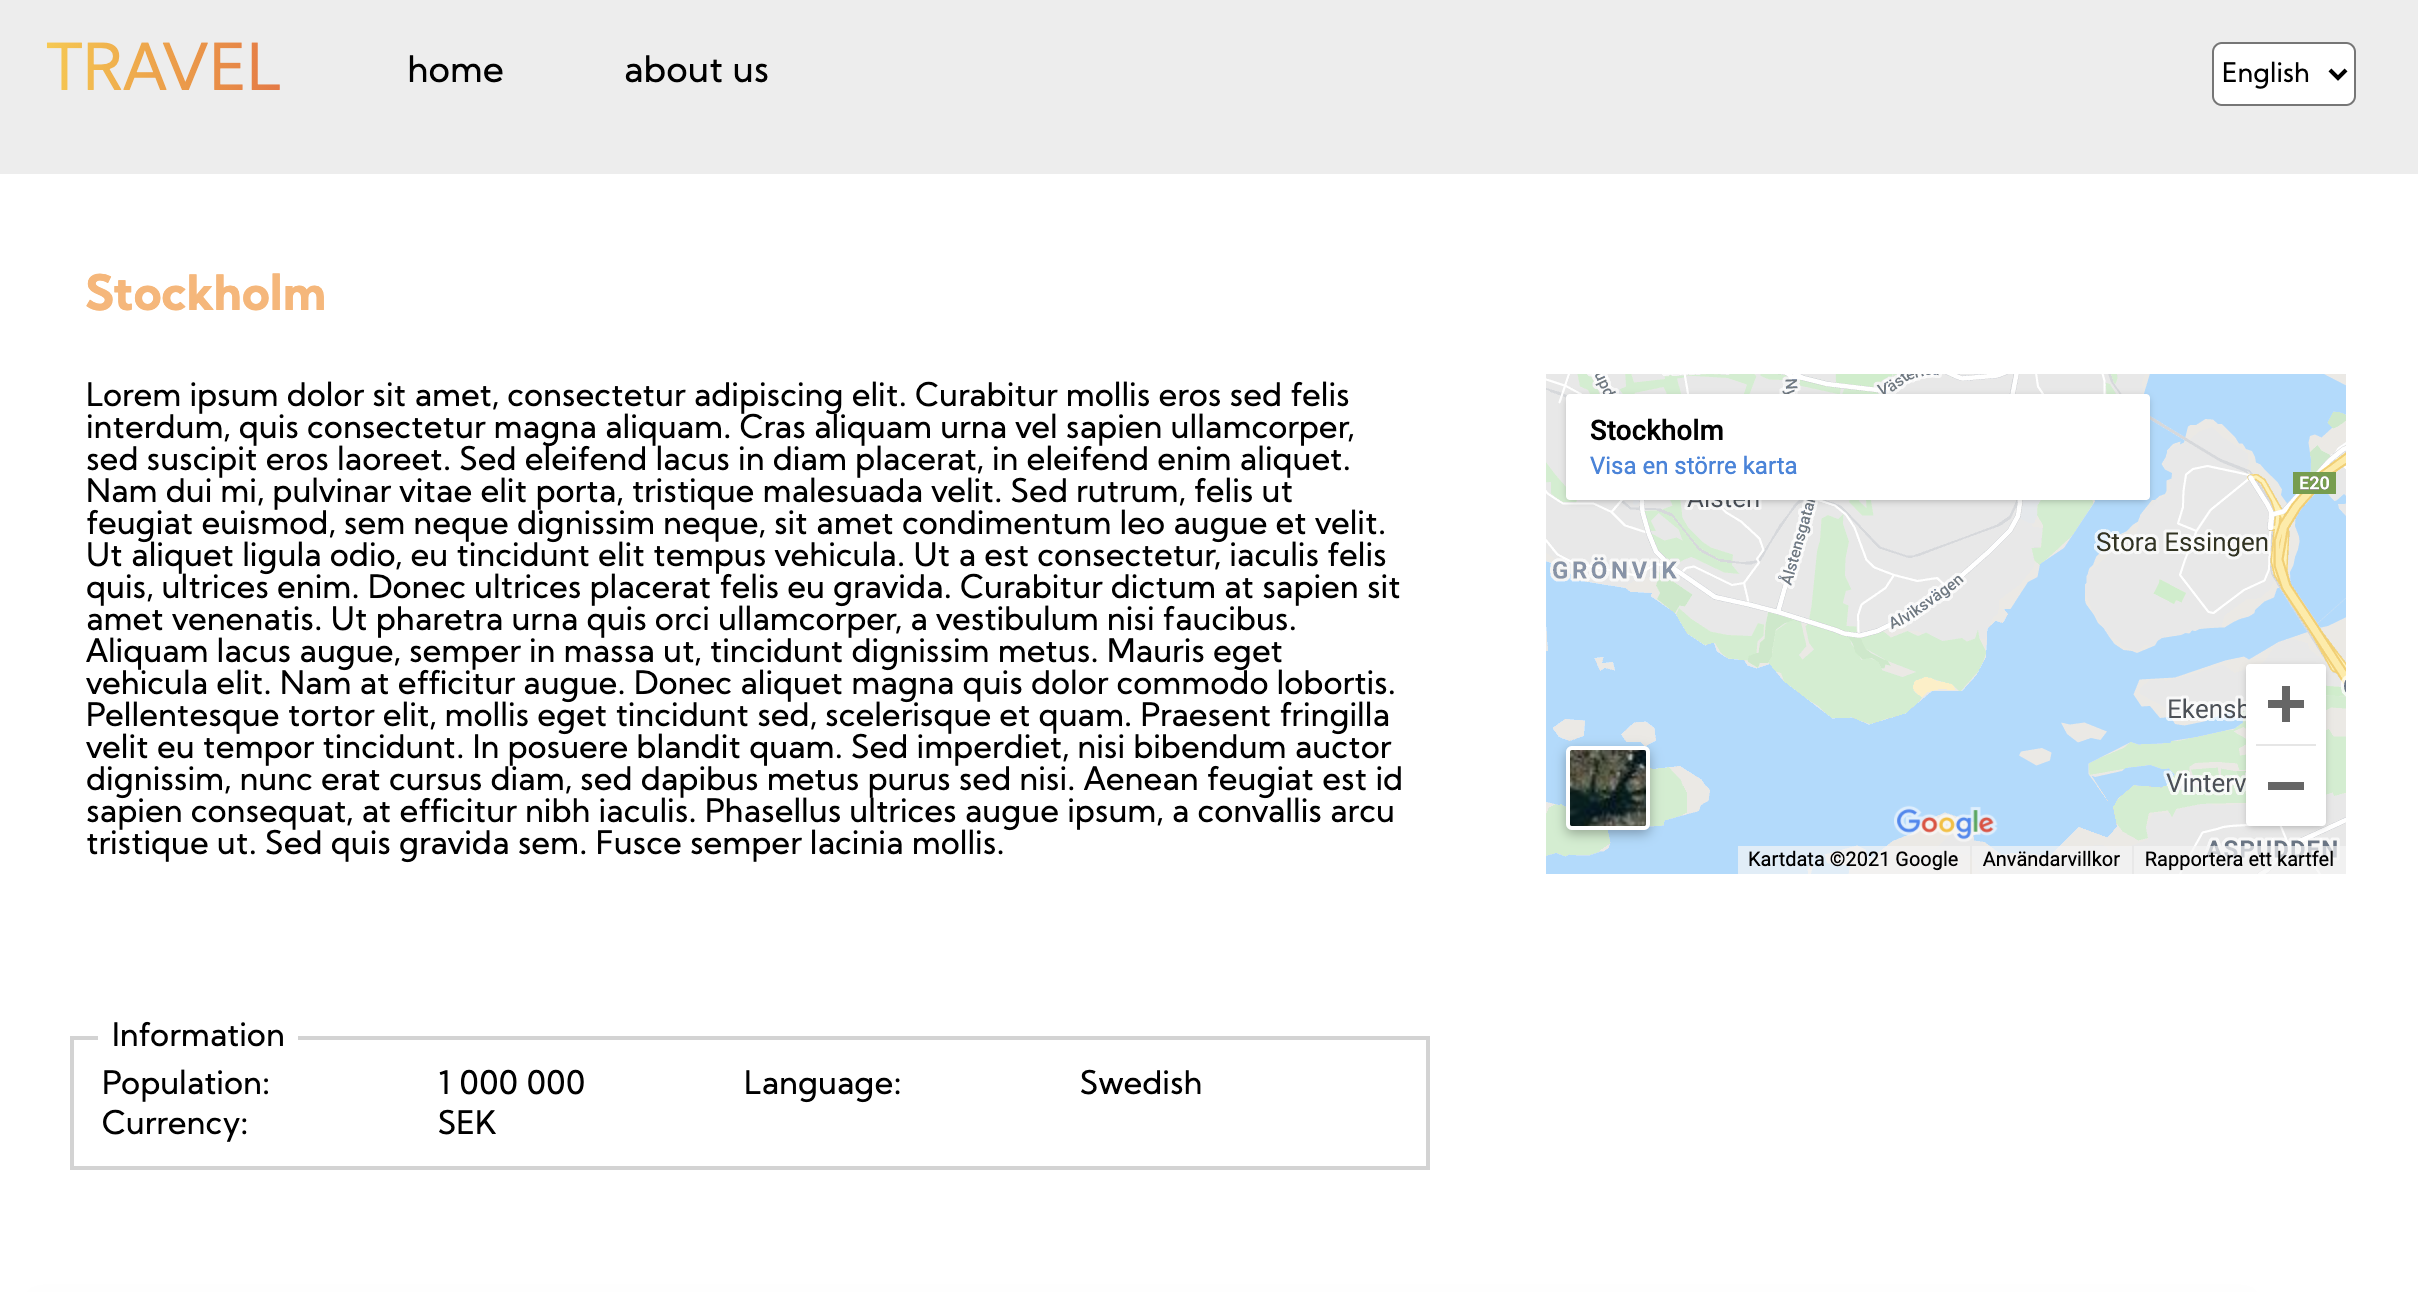 TRAVEL
home
about us
English
Stockholm
Lorem ipsum dolor sit amet, consectetur adipiscing elit. Curabitur mollis eros sed felis
interdum, quis consectetur magna aliquam. Cras aliquam urna vel sapien ullamcorper,
sed suscipit eros laoreet. Sed eleifend lacus in diam placerat, in eleifend enim aliquet.
Nam dui mi, pulvinar vitae elit porta, tristique malesuada velit. Sed rutrum, felis ut
feugiat euismod, sem neque dignissim neque, sit amet condimentum leo augue et velit.
Ut aliquet ligula odio, eu tincidunt elit tempus vehicula. Ut a est consectetur, iaculis felis
quis, ultrices enim. Donec ultrices placerat felis eu gravida. Curabitur dictum at sapien sit
amet venenatis. Ut pharetra urna quis orci ullamcorper, a vestibulum nisi faucibus.
Aliquam lacus augue, semper in massa ut, tincidunt dignissim metus. Mauris eget
vehicula elit. Nam at efficitur augue. Donec aliquet magna quis dolor commodo lobortis.
Pellentesque tortor elit, mollis eget tincidunt sed, scelerisque et quam. Praesent fringilla
velit eu tempor tincidunt. In posuere blandit quam. Sed imperdiet, nisi bibendum auctor
dignissim, nunc erat cursus diam, sed dapibus metus purus sed nisi. Aenean feugiat est id
sapien consequat, at efficitur nibh iaculis. Phasellus ultrices augue ipsum, a convallis arcu
tristique ut. Sed quis gravida sem. Fusce semper lacinia mollis.
Stockholm
Visa en större karta
E20
Ålsten
Stora Essingen
GRÖNVIK
Ålstensgatan
Alviksvägen
Ekensb
Vinterv
Google
ASPUDDEN
Kartdata ©2021 Google
Användarvillkor
Rapportera ett kartfel
Information
Population: 1 000 000 Language: Swedish
Currency: SEK